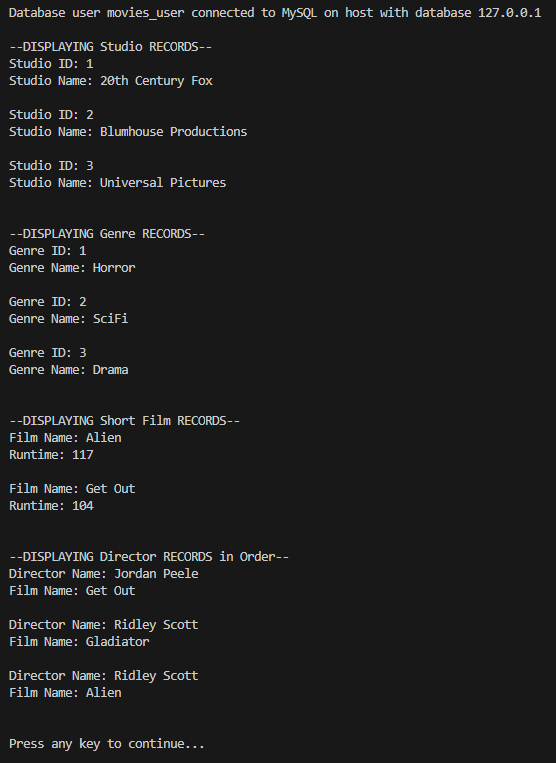 Database user movies_user connected to MySQL on host with database 127.0.0.1
--DISPLAYING Studio RECORDS--
Studio ID: 1
Studio Name: 20th Century Fox
Studio ID: 2
Studio Name: Blumhouse Productions
Studio ID: 3
Studio Name: Universal Pictures
--DISPLAYING Genre RECORDS--
Genre ID: 1
Genre Name: Horror
Genre ID: 2
Genre Name: SciFi
Genre ID: 3
Genre Name: Drama
--DISPLAYING Short Film RECORDS--
Film Name: Alien
Runtime: 117
Film Name: Get Out
Runtime: 104
--DISPLAYING Director RECORDS in Order--
Director Name: Jordan Peele
Film Name: Get Out
Director Name: Ridley Scott
Film Name: Gladiator
Director Name: Ridley Scott
Film Name: Alien
Press any key to continue...